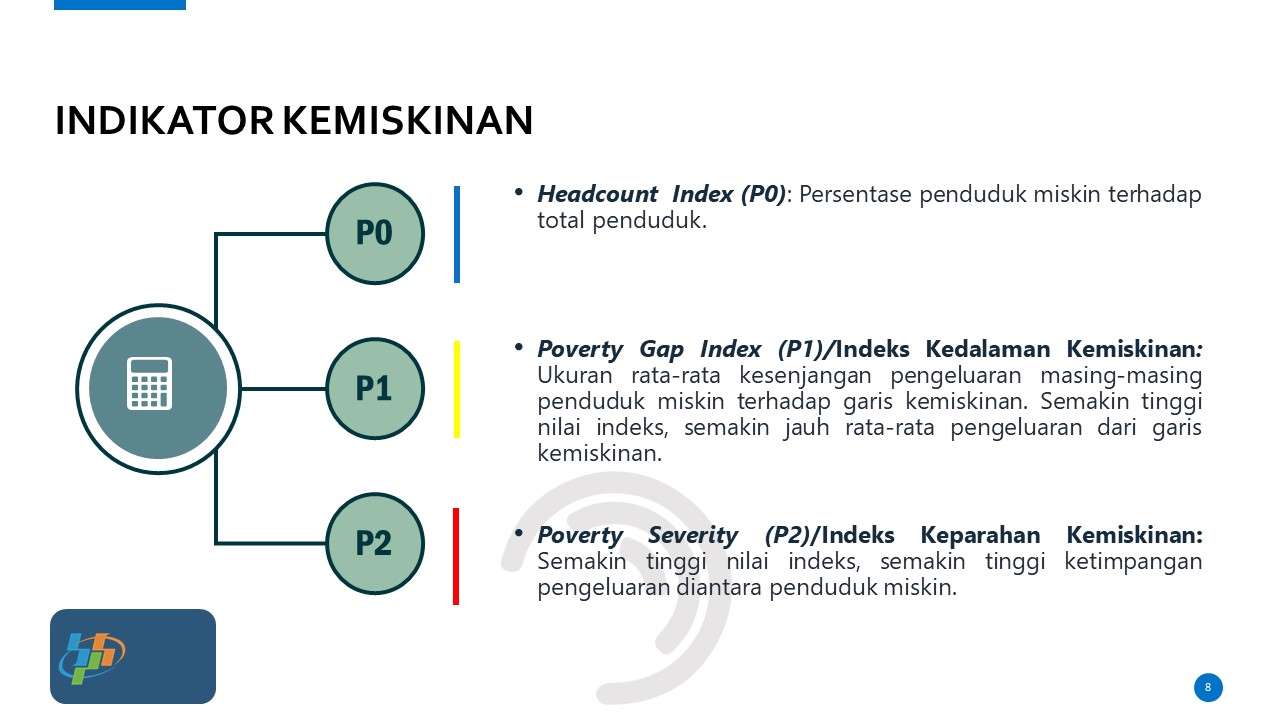 INDIKATOR KEMISKINAN
P0
• Headcount Index (P0): Persentase penduduk miskin terhadap
total penduduk.
P1
• Poverty Gap Index (P1)/Indeks Kedalaman Kemiskinan:
Ukuran rata-rata kesenjangan pengeluaran masing-masing
penduduk miskin terhadap garis kemiskinan. Semakin tinggi
nilai indeks, semakin jauh rata-rata pengeluaran dari garis
kemiskinan.
P2
• Poverty Severity (P2)/Indeks Keparahan Kemiskinan:
Semakin tinggi nilai indeks, semakin tinggi ketimpangan
pengeluaran diantara penduduk miskin.
8